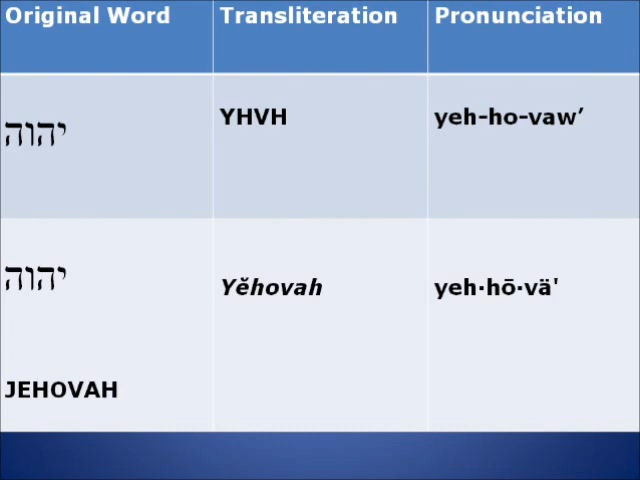 Original Word Transliteration Pronunciation
יהוה YHVH yeh-ho-vaw′
יהוה Yĕhovah yeh·hō·vä'
JEHOVAH